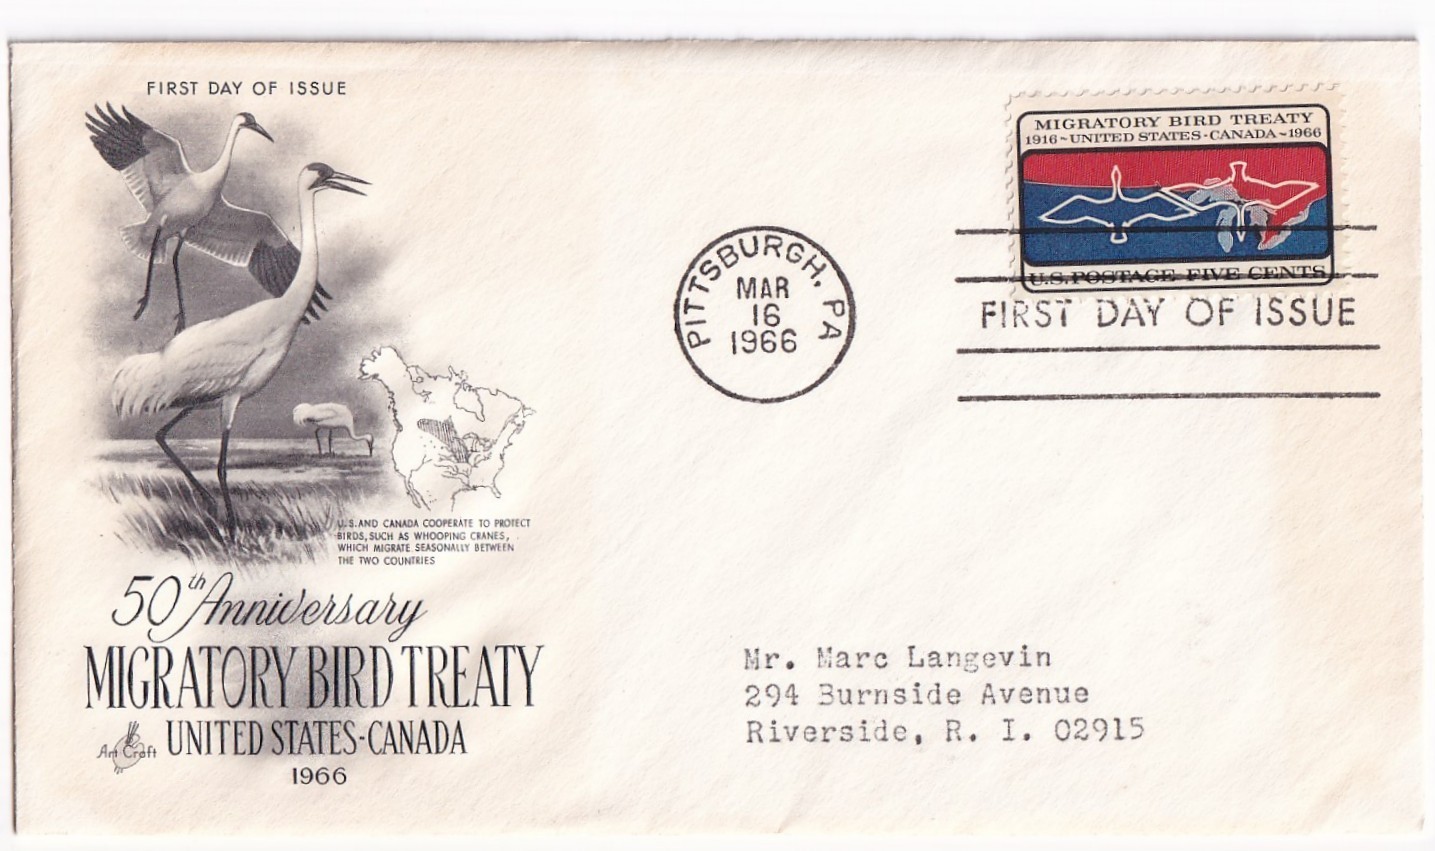 FIRST DAY OF ISSUE
MIGRATORY BIRD TREATY
1916~UNITED STATES-CANADA~1966
U.S. POSTAGE FIVE CENTS
PITTSBURGH, PA
MAR
16
1966
FIRST DAY OF ISSUE
U.S. AND CANADA COOPERATE TO PROTECT
BIRDS, SUCH AS WHOOPING CRANES,
WHICH MIGRATE SEASONALLY BETWEEN
THE TWO COUNTRIES
50th Anniversary
MIGRATORY BIRD TREATY
Art Craft UNITED STATES-CANADA
1966
Mr. Marc Langevin
294 Burnside Avenue
Riverside, R. I. 02915